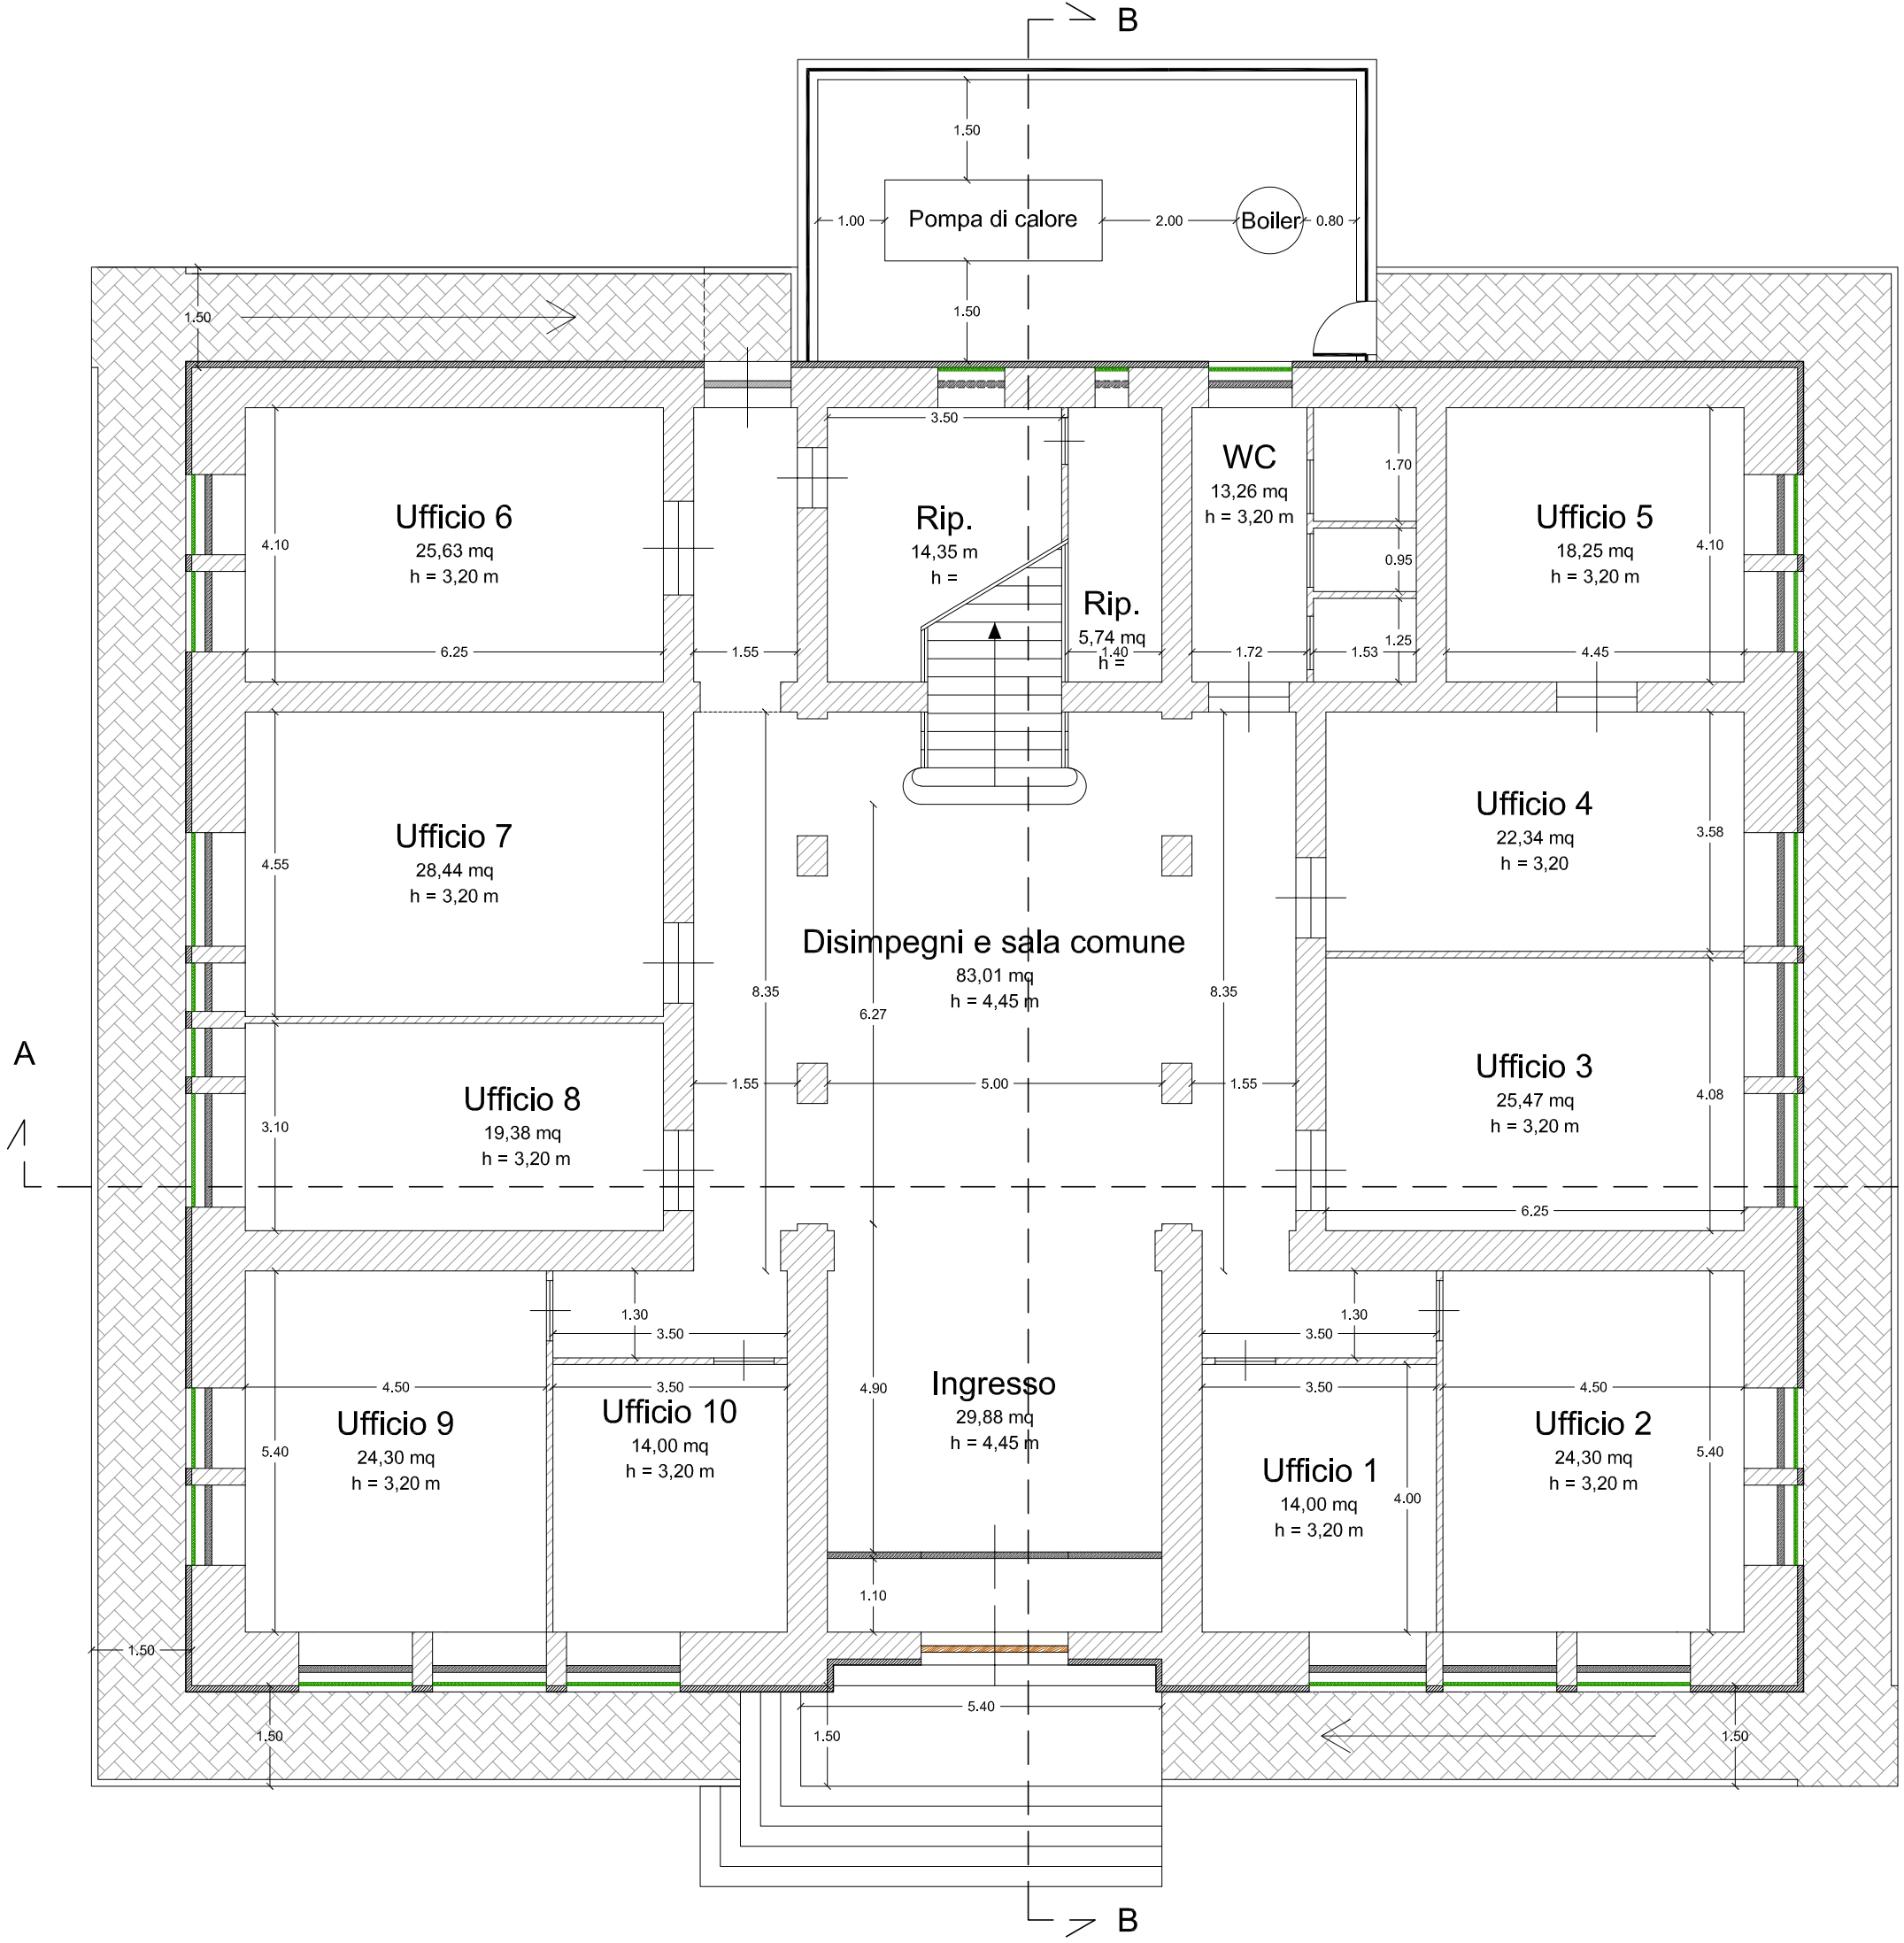 B
1.50
1.00
Pompa di calore
2.00
Boiler
0.80
1.50
1.50
3.50
Ufficio 6
25,63 mq
h = 3,20 m
4.10
6.25
1.55
Rip.
14,35 m
h =
Rip.
5,74 mq
1.40
h =
WC
13,26 mq
h = 3,20 m
1.72
1.70
0.95
1.25
1.53
Ufficio 5
18,25 mq
h = 3,20 m
4.10
4.45
Ufficio 7
28,44 mq
h = 3,20 m
4.55
Ufficio 4
22,34 mq
h = 3,20
3.58
Disimpegni e sala comune
83,01 mq
h = 4,45 m
8.35
6.27
8.35
A
Ufficio 8
19,38 mq
h = 3,20 m
3.10
1.55
5.00
1.55
Ufficio 3
25,47 mq
h = 3,20 m
4.08
6.25
1.30
3.50
1.30
3.50
4.50
3.50
4.90
3.50
4.50
Ufficio 9
24,30 mq
h = 3,20 m
5.40
Ufficio 10
14,00 mq
h = 3,20 m
Ingresso
29,88 mq
h = 4,45 m
Ufficio 1
14,00 mq
h = 3,20 m
4.00
Ufficio 2
24,30 mq
h = 3,20 m
5.40
1.10
1.50
5.40
1.50
1.50
1.50
B